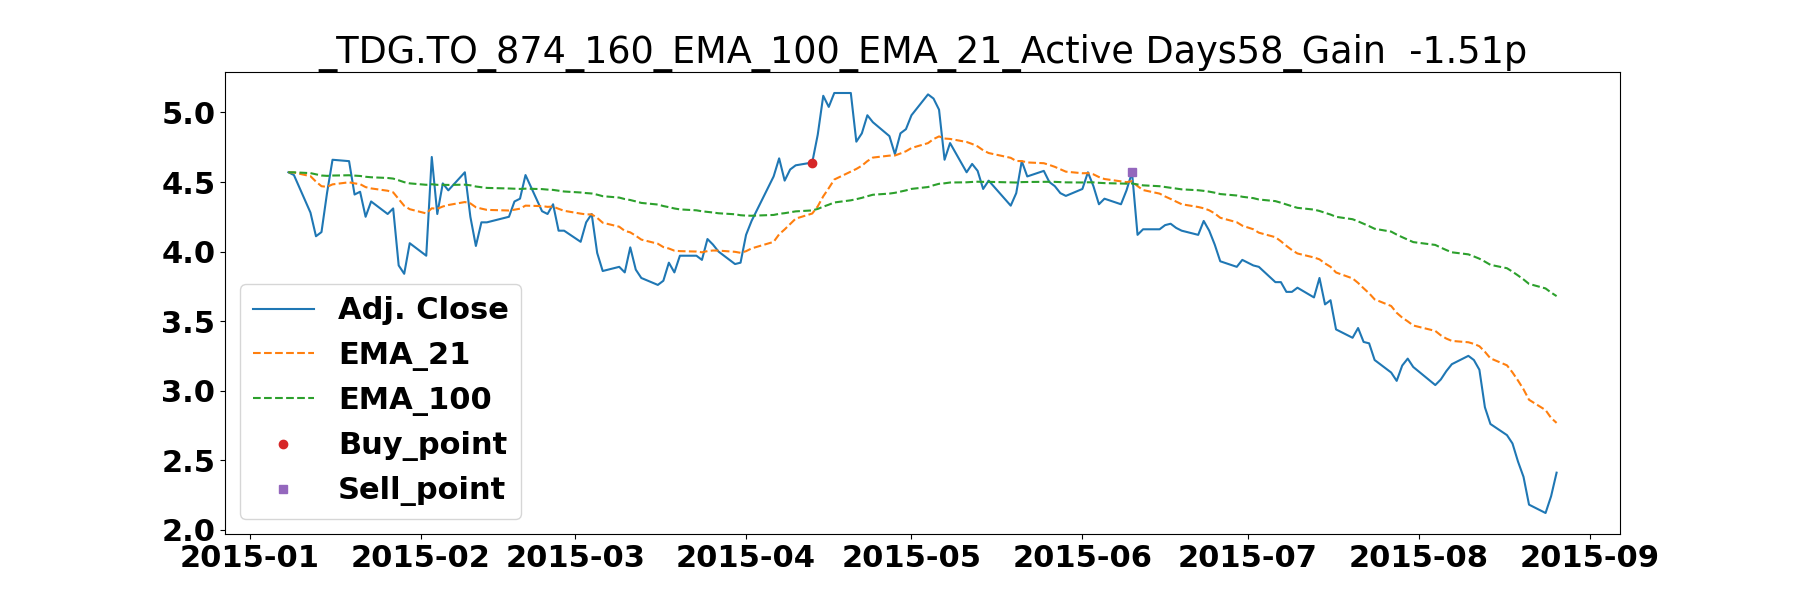 _TDG.TO_874_160_EMA_100_EMA_21_Active Days58_Gain  -1.51p
5.0
4.5
4.0
3.5
3.0
2.5
2.0
Adj. Close
EMA_21
EMA_100
Buy_point
Sell_point
2015-01 2015-02 2015-03 2015-04 2015-05 2015-06 2015-07 2015-08 2015-09